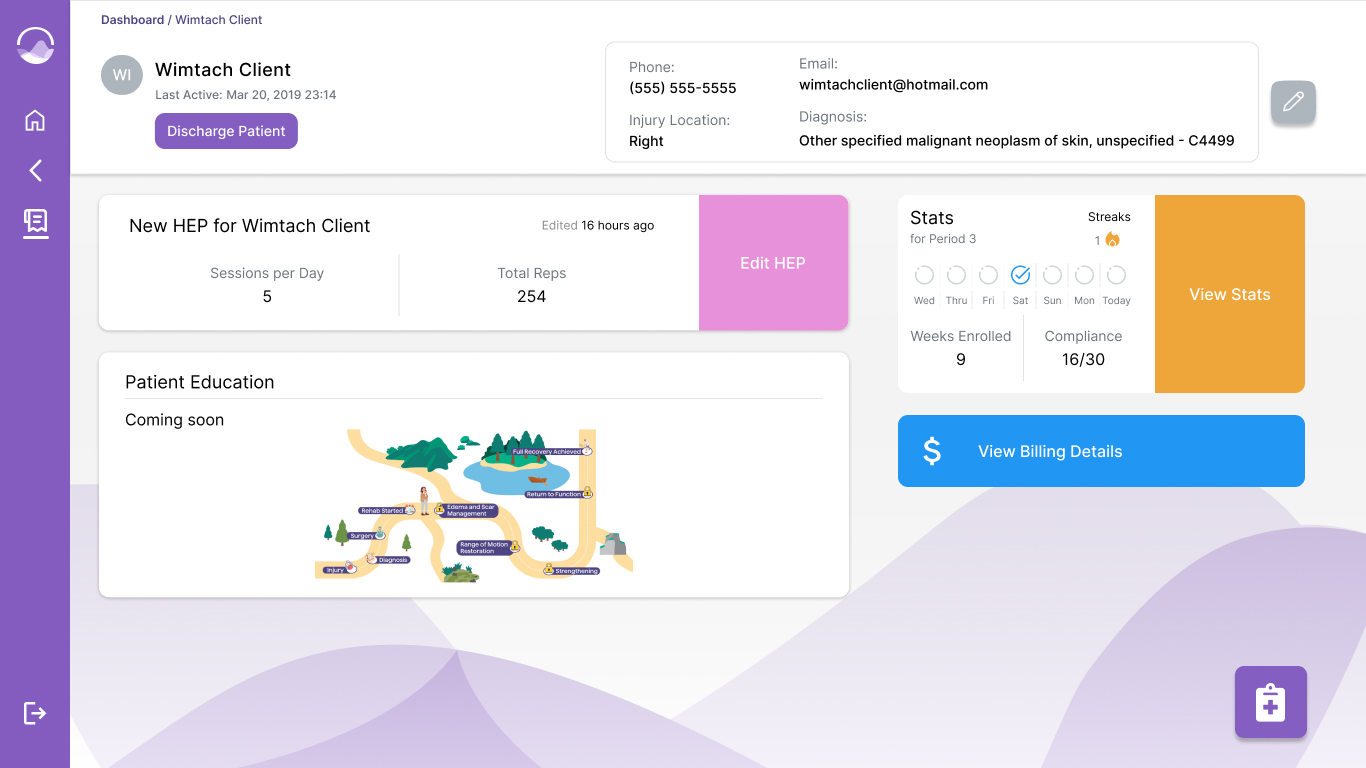 Dashboard / Wimtach Client
WI
Wimtach Client
Last Active: Mar 20, 2019 23:14
Discharge Patient
Phone:
(555) 555-5555
Injury Location:
Right
Email:
wimtachclient@hotmail.com
Diagnosis:
Other specified malignant neoplasm of skin, unspecified - C4499
New HEP for Wimtach Client
Edited 16 hours ago
Sessions per Day
5
Total Reps
254
Edit HEP
Stats
for Period 3
Streaks
1
Wed Thru Fri Sat Sun Mon Today
Weeks Enrolled
9
Compliance
16/30
View Stats
Patient Education
Coming soon
Full Recovery Achieved
Return to Function
Rehab Started
Edema and Scar
Management
Surgery
Range of Motion
Restoration
Diagnosis
Injury
Strengthening
$ View Billing Details